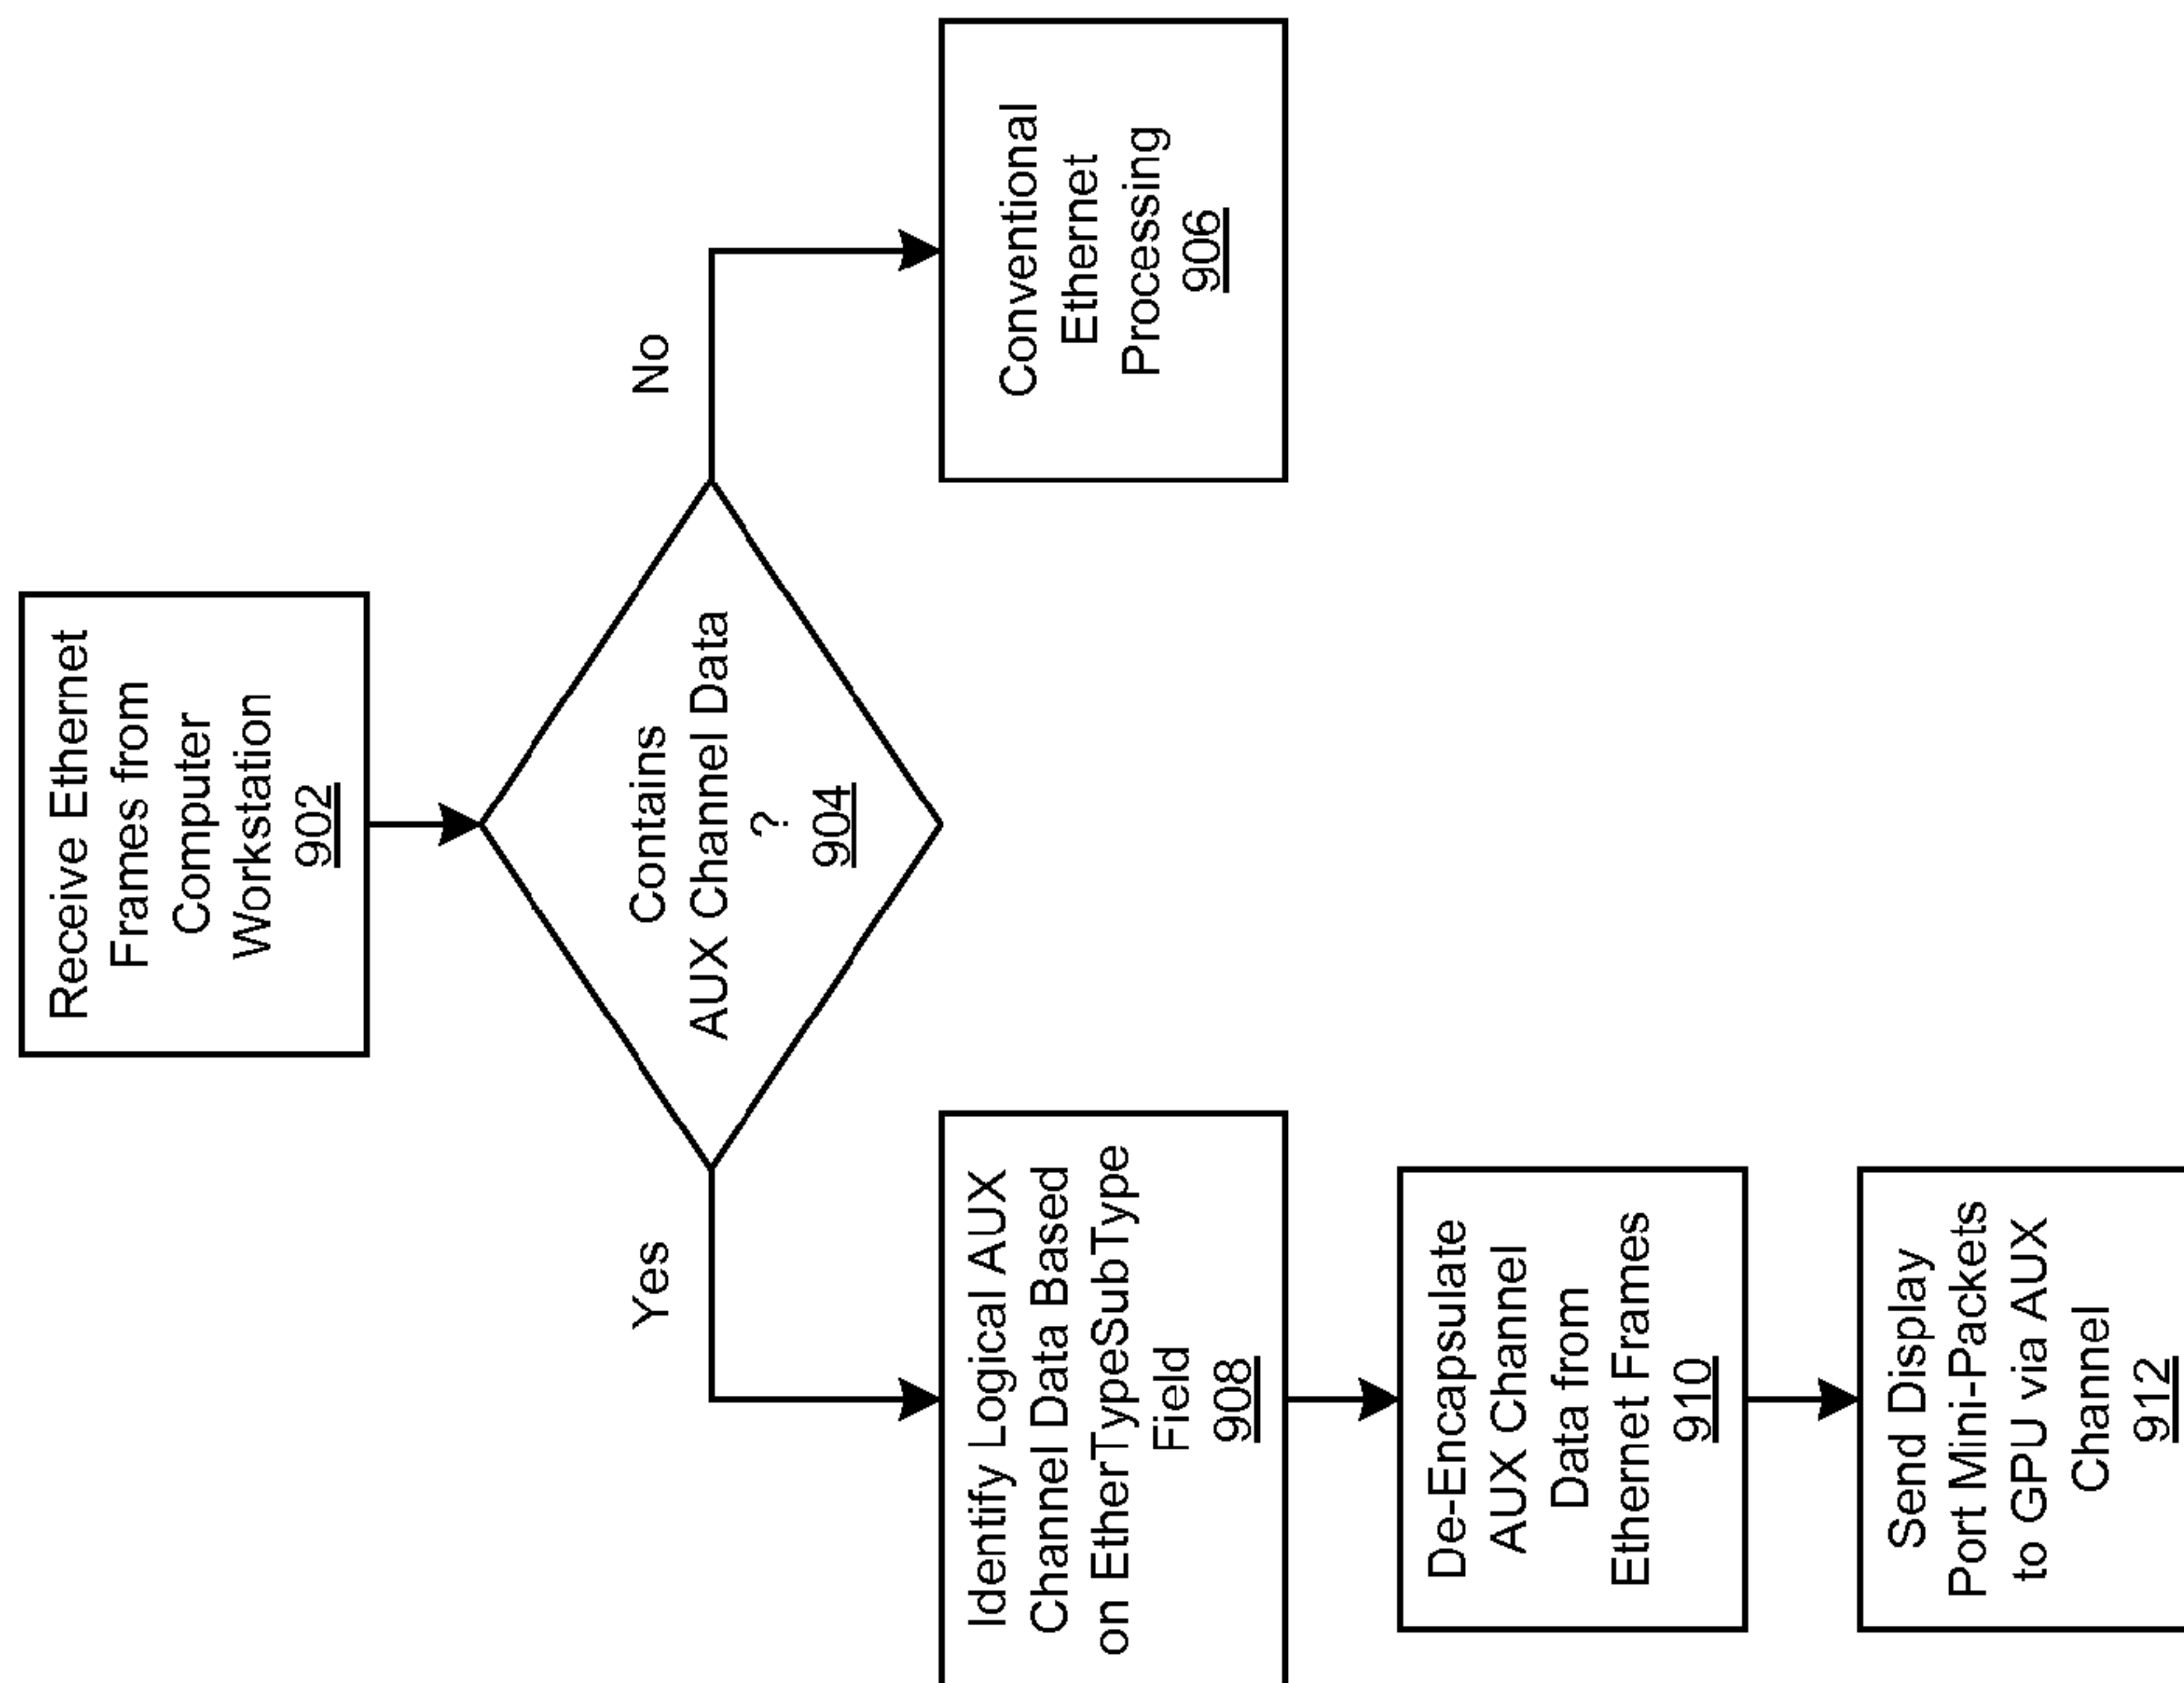 Receive Ethernet
Frames from
Computer
Workstation
902
Contains
AUX Channel Data
?
904
Yes
No
Identify Logical AUX
Channel Data Based
on EtherTypeSubType
Field
908
Conventional
Ethernet
Processing
906
De-Encapsulate
AUX Channel
Data from
Ethernet Frames
910
Send Display
Port Mini-Packets
to GPU via AUX
Channel
912